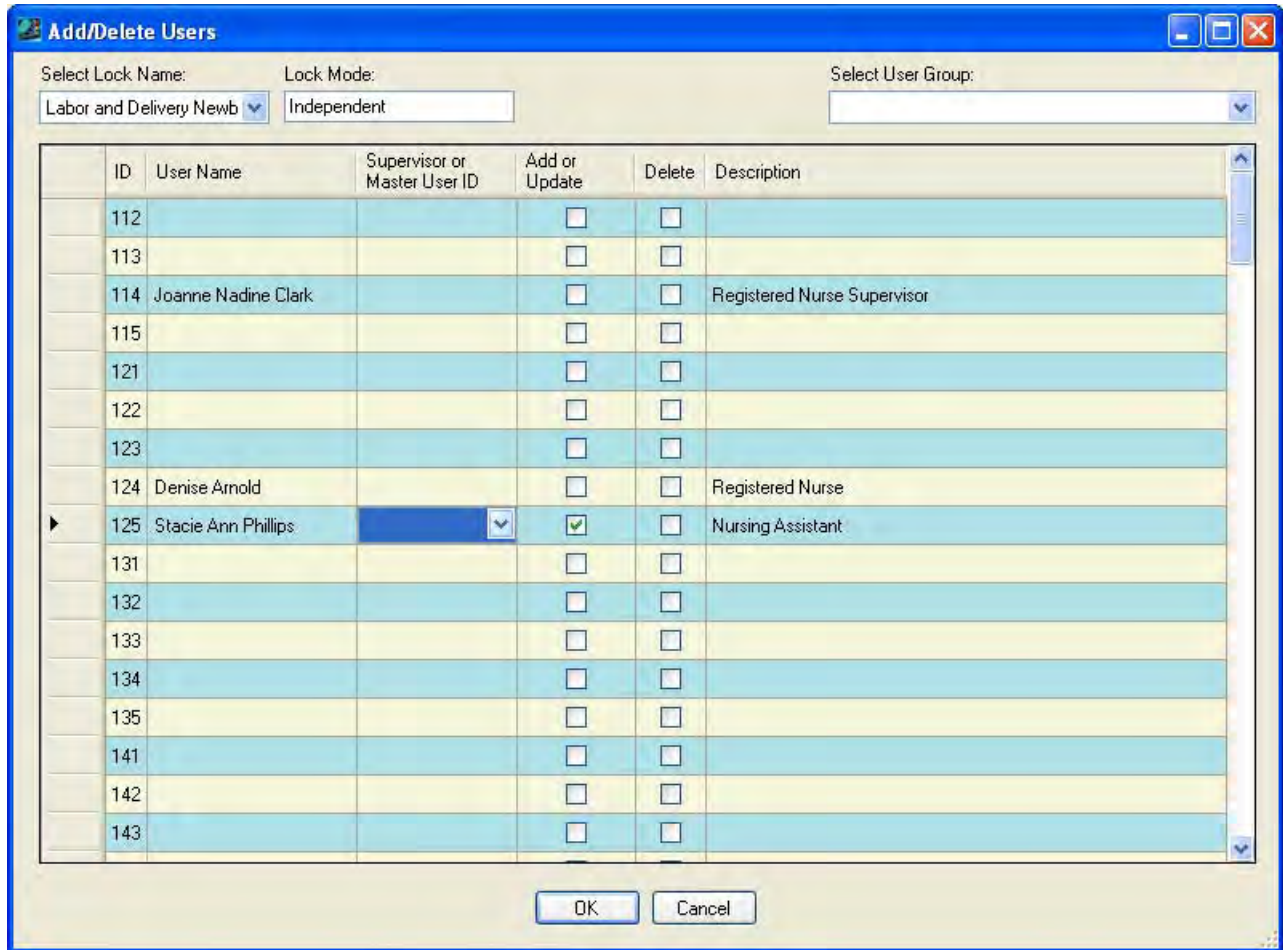 Add/Delete Users
Select Lock Name: Lock Mode: Select User Group:
Labor and Delivery Newb Independent
ID User Name Supervisor or Master User ID Add or Update Delete Description
112
113
114 Joanne Nadine Clark Registered Nurse Supervisor
115
121
122
123
124 Denise Arnold Registered Nurse
125 Stacie Ann Phillips Nursing Assistant
131
132
133
134
135
141
142
143
OK Cancel